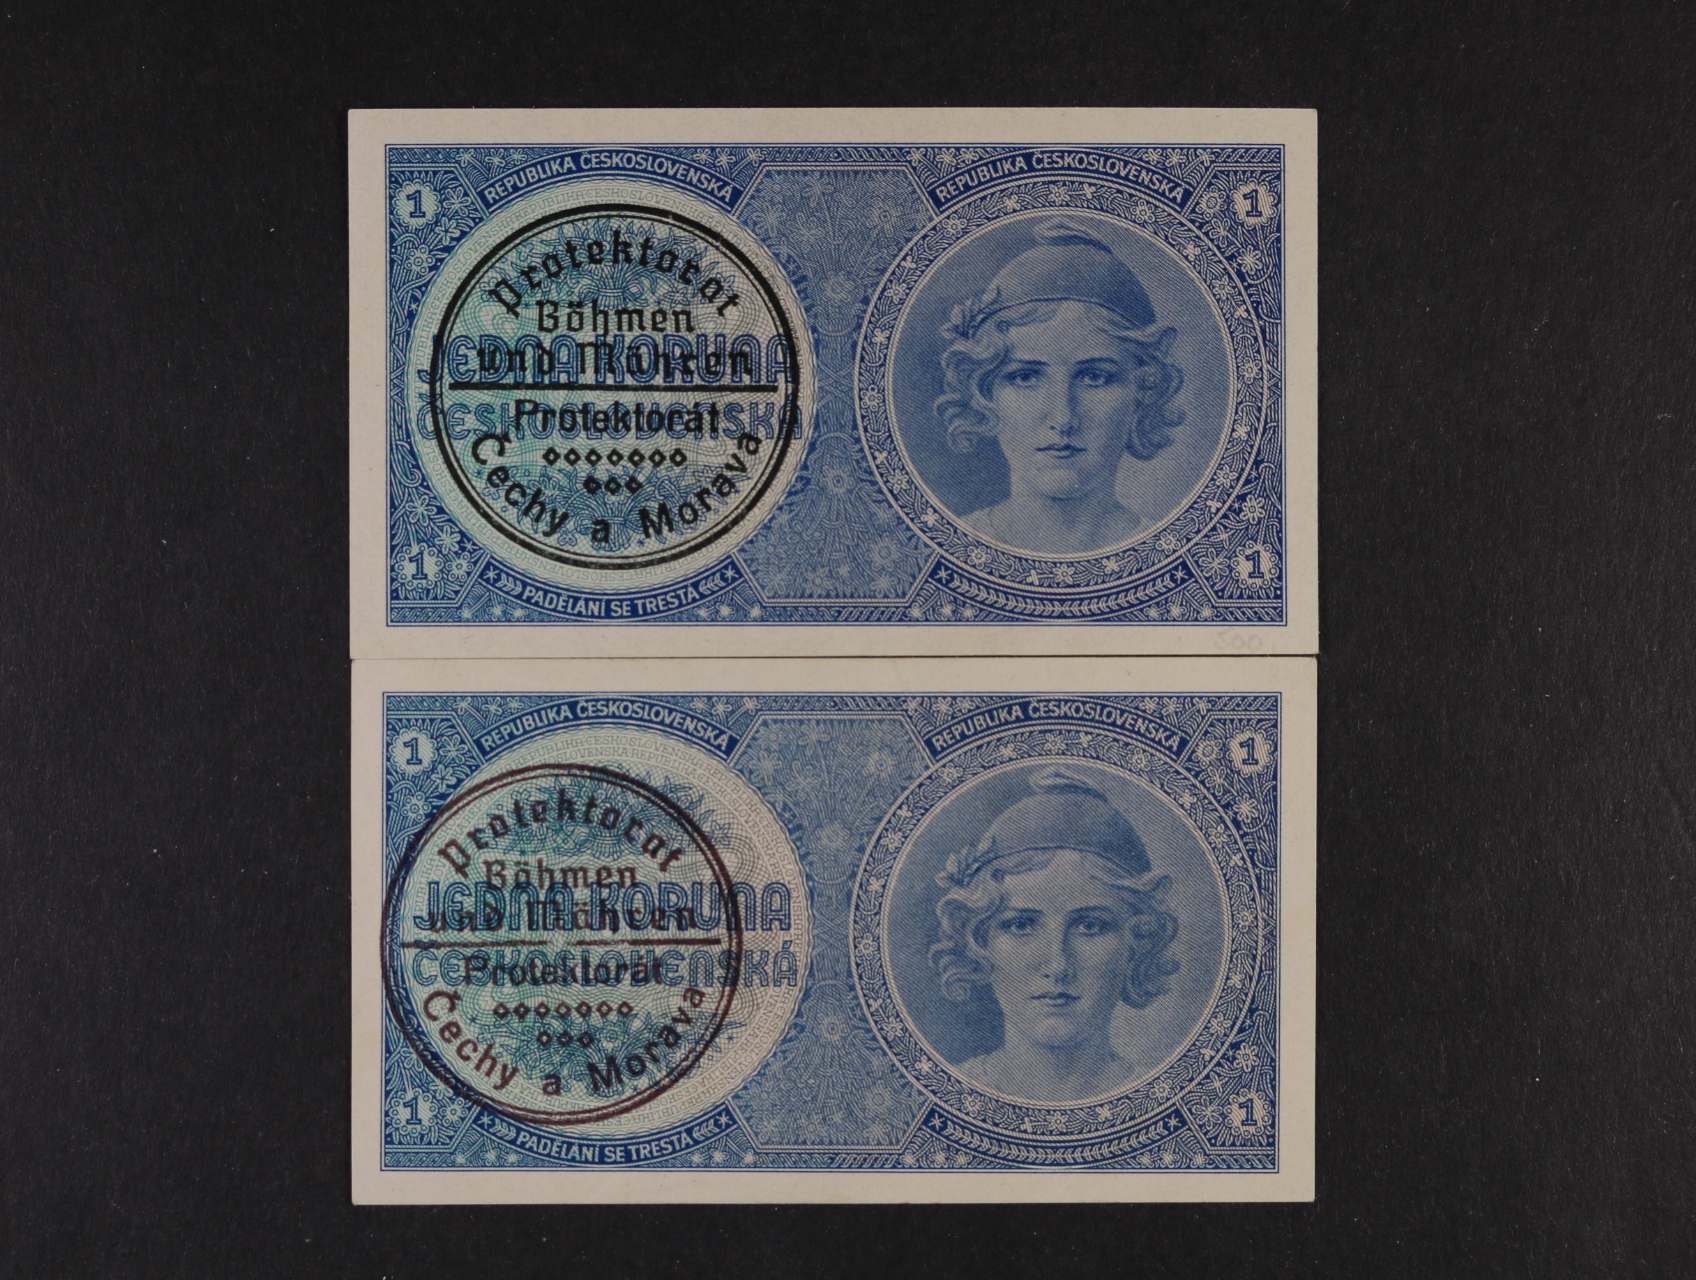 REPUBLIKA ČESKOSLOVENSKÁ
REPUBLIKA ČESKOSLOVENSKÁ
1
1
Protektorat
Böhmen
und Mähren
JEDNA KORUNA
ČESKOSLOVENSKÁ
Protektorát
Čechy a Morava
1
1
PADĚLÁNÍ SE TRESTÁ
REPUBLIKA ČESKOSLOVENSKÁ
REPUBLIKA ČESKOSLOVENSKÁ
1
1
Protektorat
Böhmen
und Mähren
JEDNA KORUNA
ČESKOSLOVENSKÁ
Protektorát
Čechy a Morava
1
1
PADĚLÁNÍ SE TRESTÁ